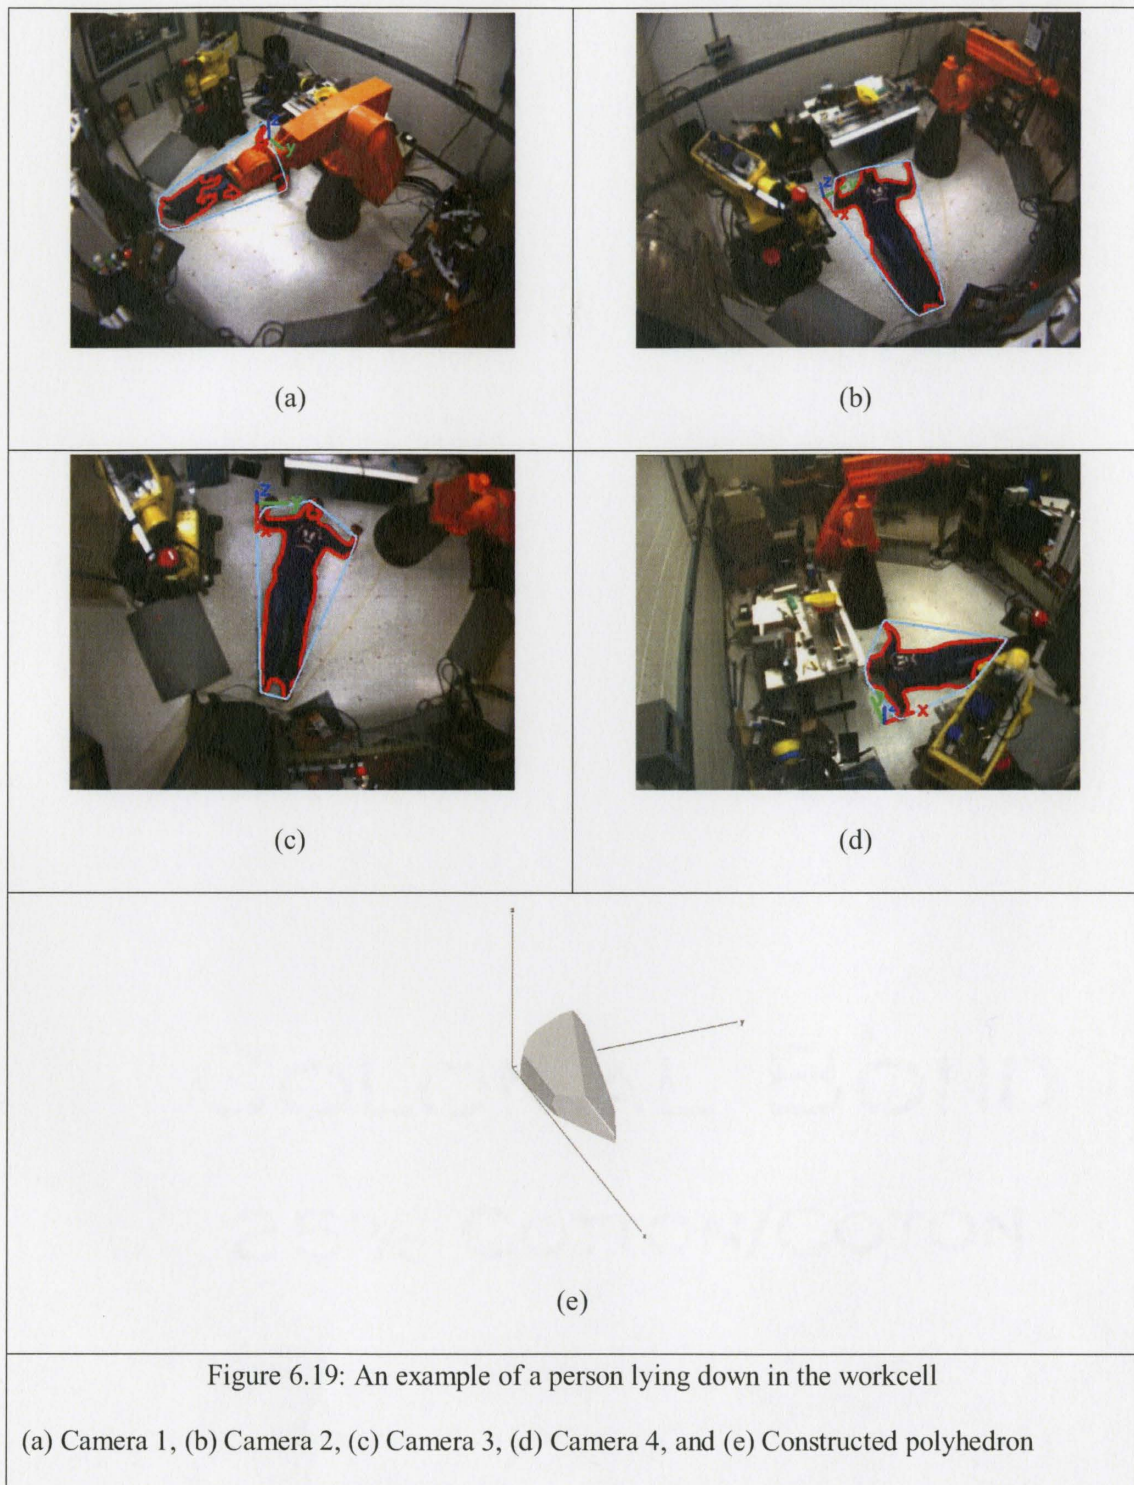 z
y
(a)
z
x
(b)
z
x
(c)
y
x
(d)
y
(e)
Figure 6.19: An example of a person lying down in the workcell
(a) Camera 1, (b) Camera 2, (c) Camera 3, (d) Camera 4, and (e) Constructed polyhedron